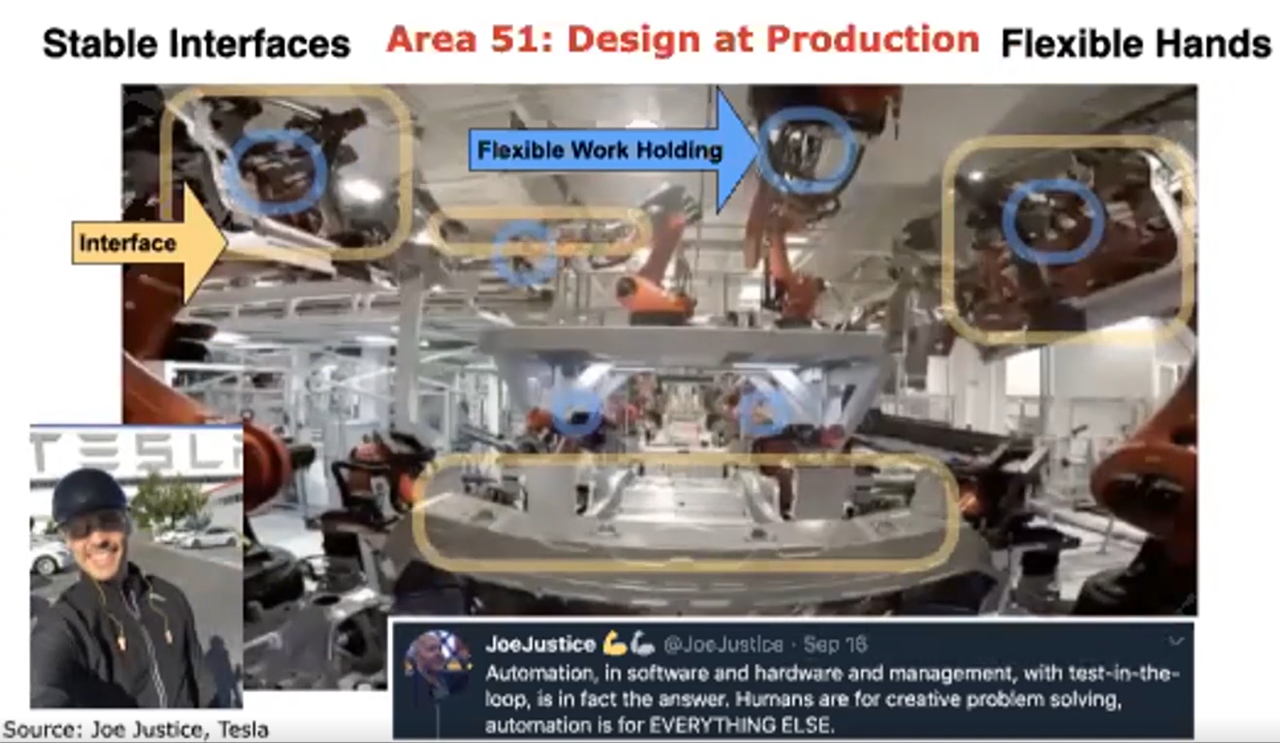 Stable Interfaces
Area 51: Design at Production
Flexible Hands
Flexible Work Holding
Interface
TESL
JoeJustice 💪🦾 @JoeJustice · Sep 16
Automation, in software and hardware and management, with test-in-the-
loop, is in fact the answer. Humans are for creative problem solving,
automation is for EVERYTHING ELSE.
Source: Joe Justice, Tesla